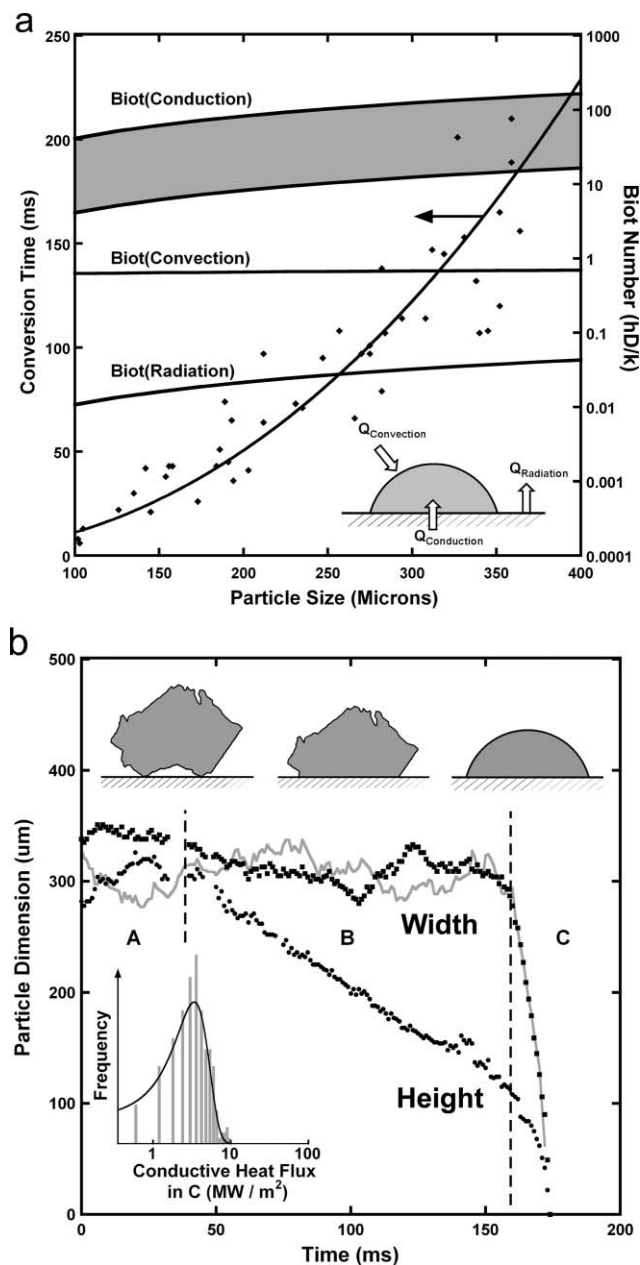 a
Conversion Time (ms)
250
200
150
100
50
0
Biot(Conduction)
Biot(Convection)
Biot(Radiation)
QConvection
QRadiation
QConduction
1000
100
10
1
0.1
0.01
0.001
0.0001
Biot Number (hD/k)
100 150 200 250 300 350 400
Particle Size (Microns)
b
Particle Dimension (um)
500
400
300
200
100
0
A
B
C
Width
Height
Frequency
1 10 100
Conductive Heat Flux
in C (MW / m²)
0 50 100 150 200
Time (ms)